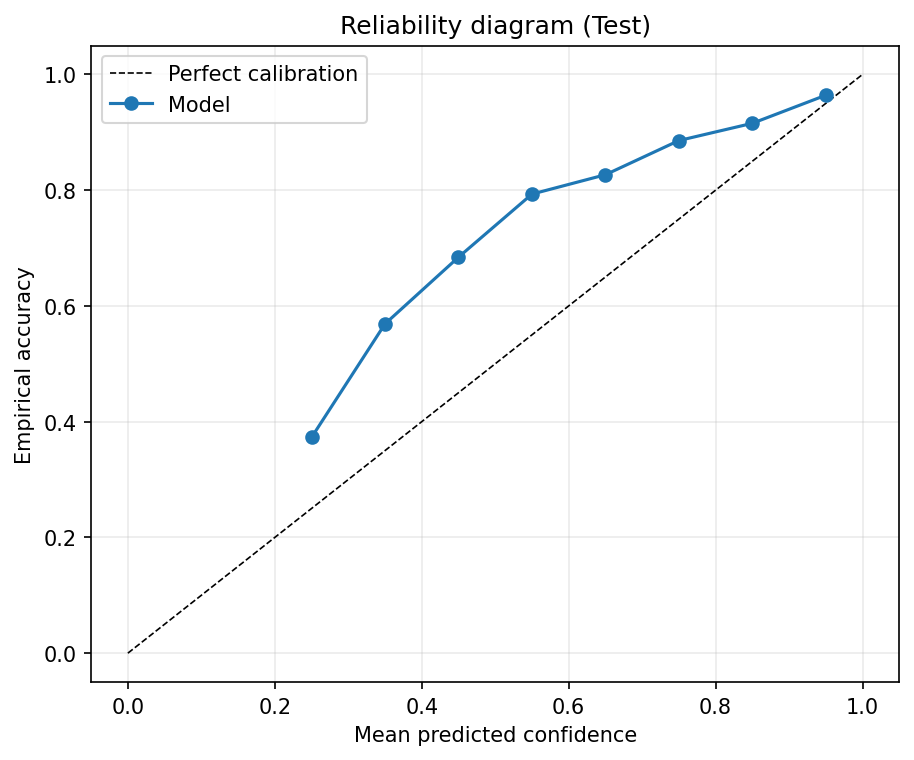 Reliability diagram (Test)
Perfect calibration
Model
1.0
0.8
0.6
0.4
0.2
0.0
Empirical accuracy
0.0 0.2 0.4 0.6 0.8 1.0
Mean predicted confidence